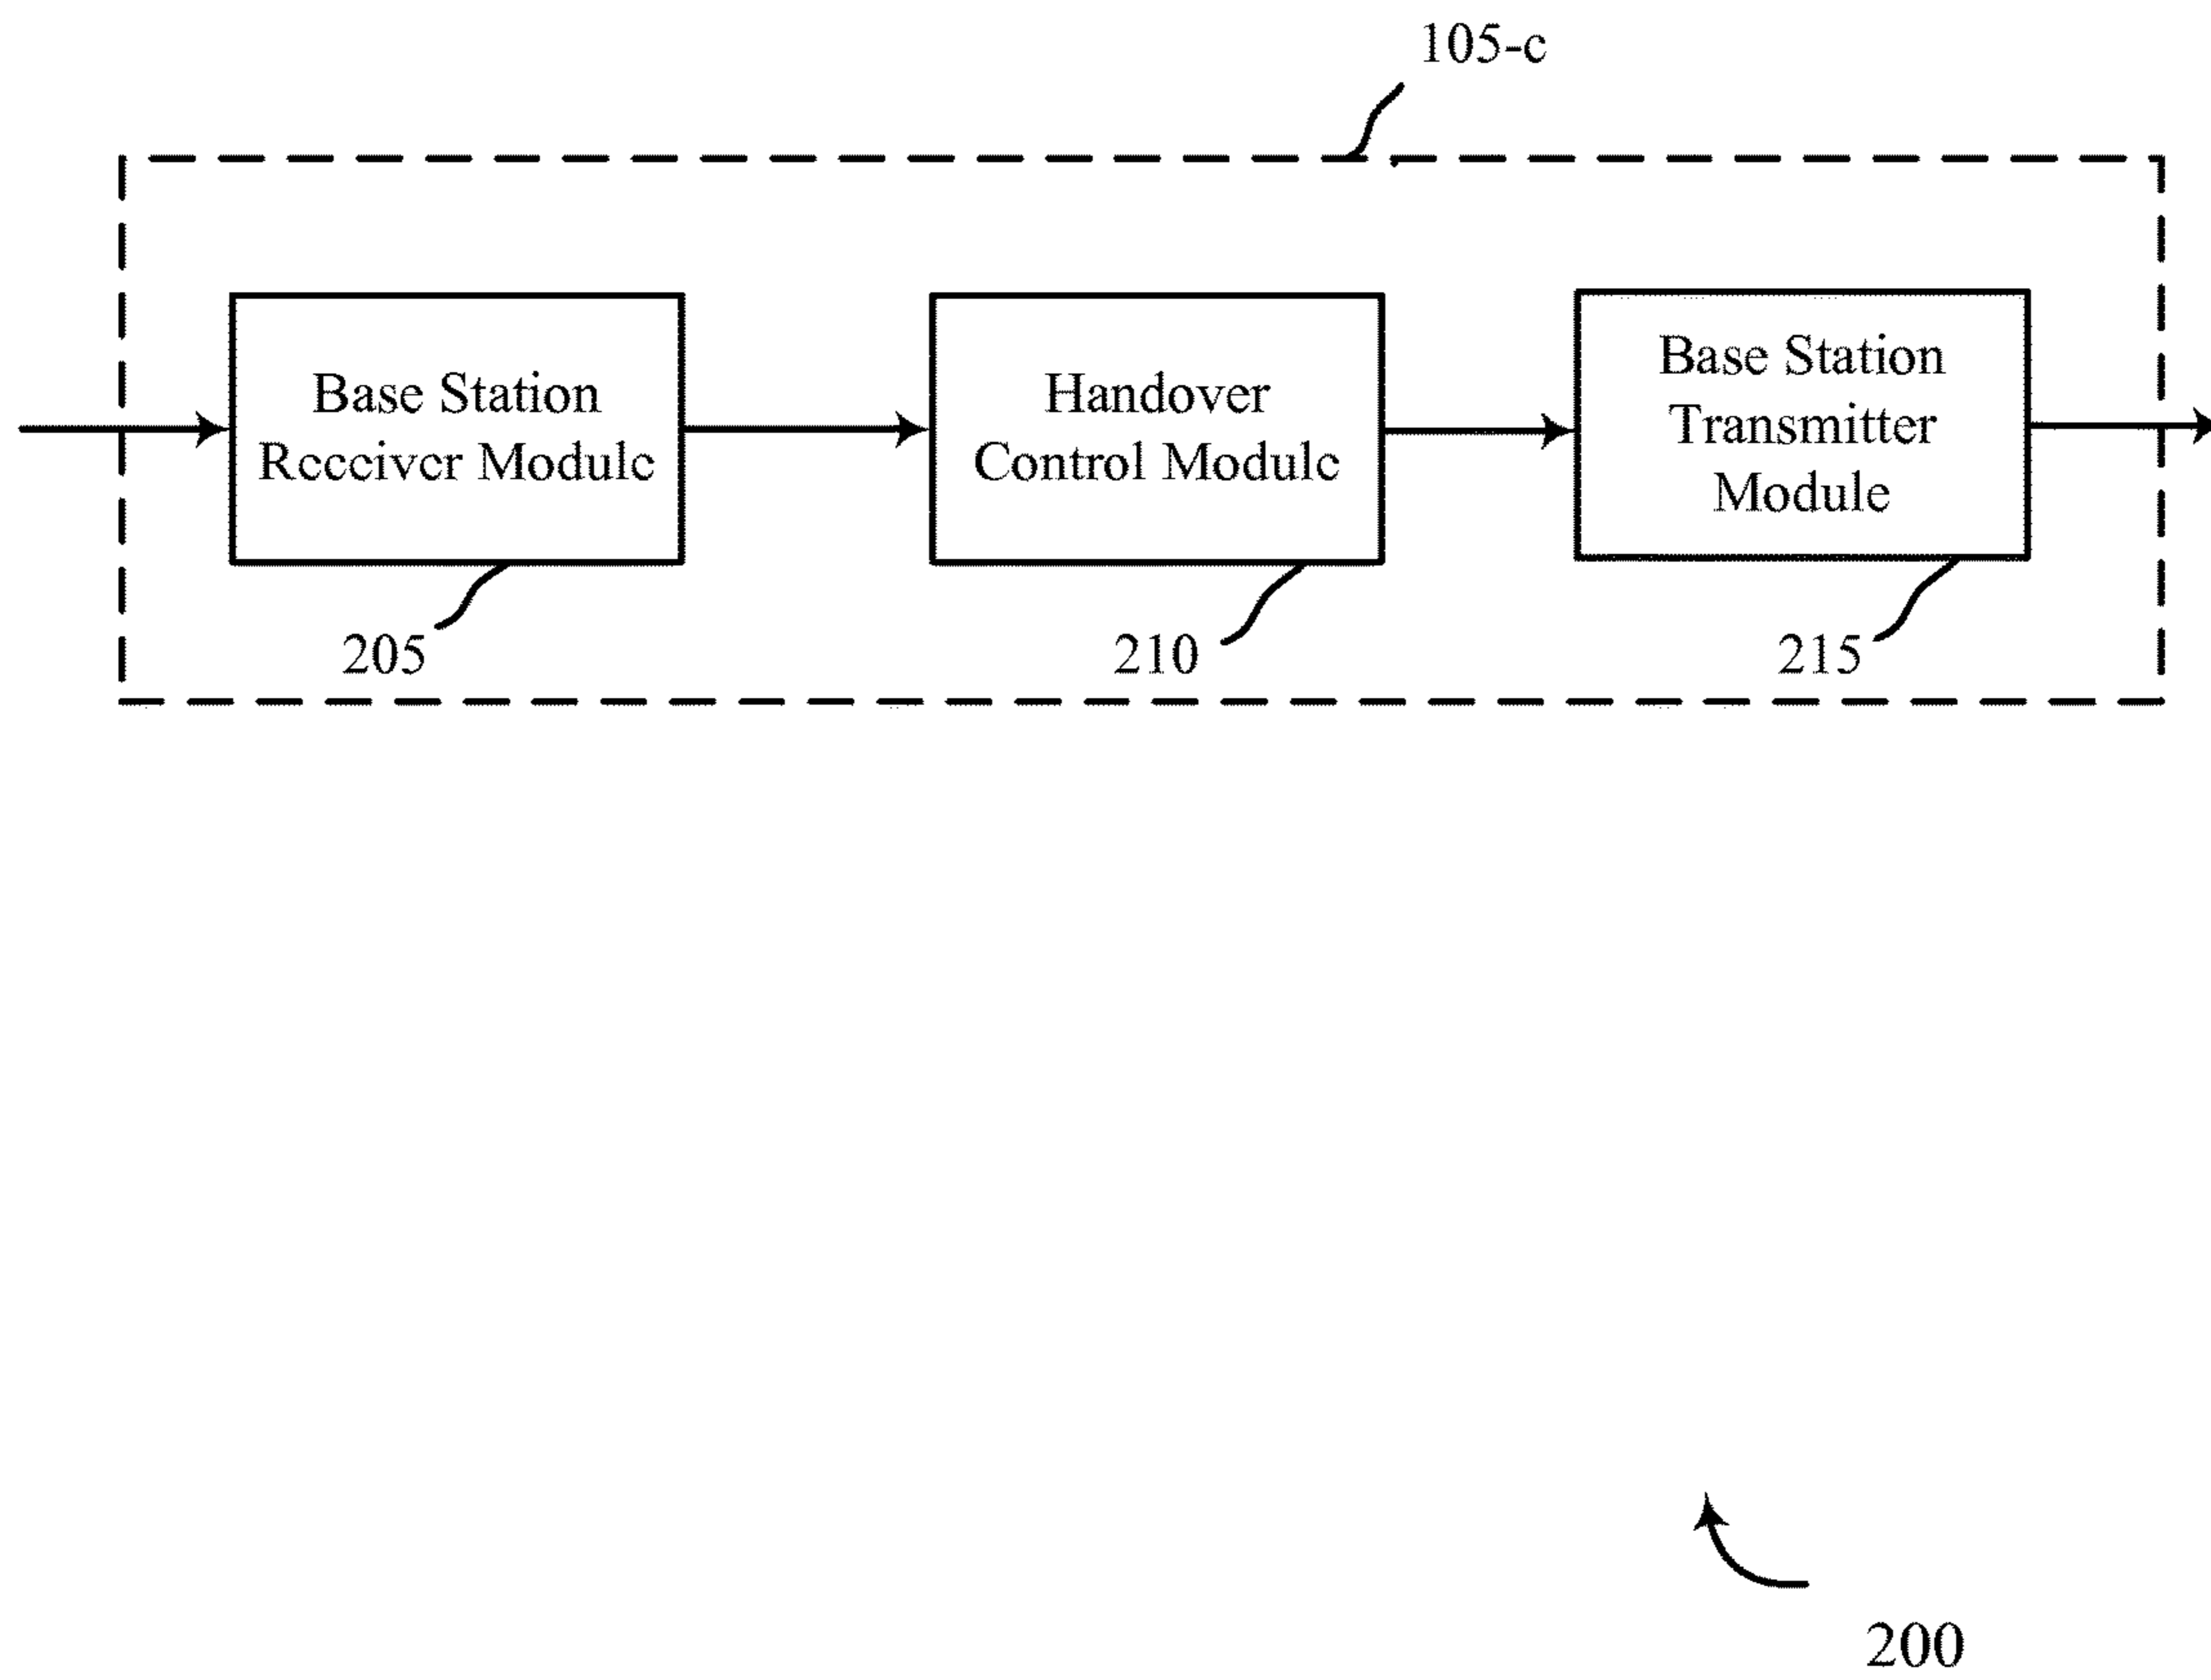 105-c
Base Station
Receiver Module
Handover
Control Module
Base Station
Transmitter
Module
205
210
215
200